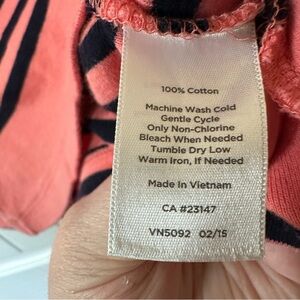 100% Cotton
Machine Wash Cold
Gentle Cycle
Only Non-Chlorine
Bleach When Needed
Tumble Dry Low
Warm Iron, If Needed
Made In Vietnam
CA #23147
VN5092 02/15